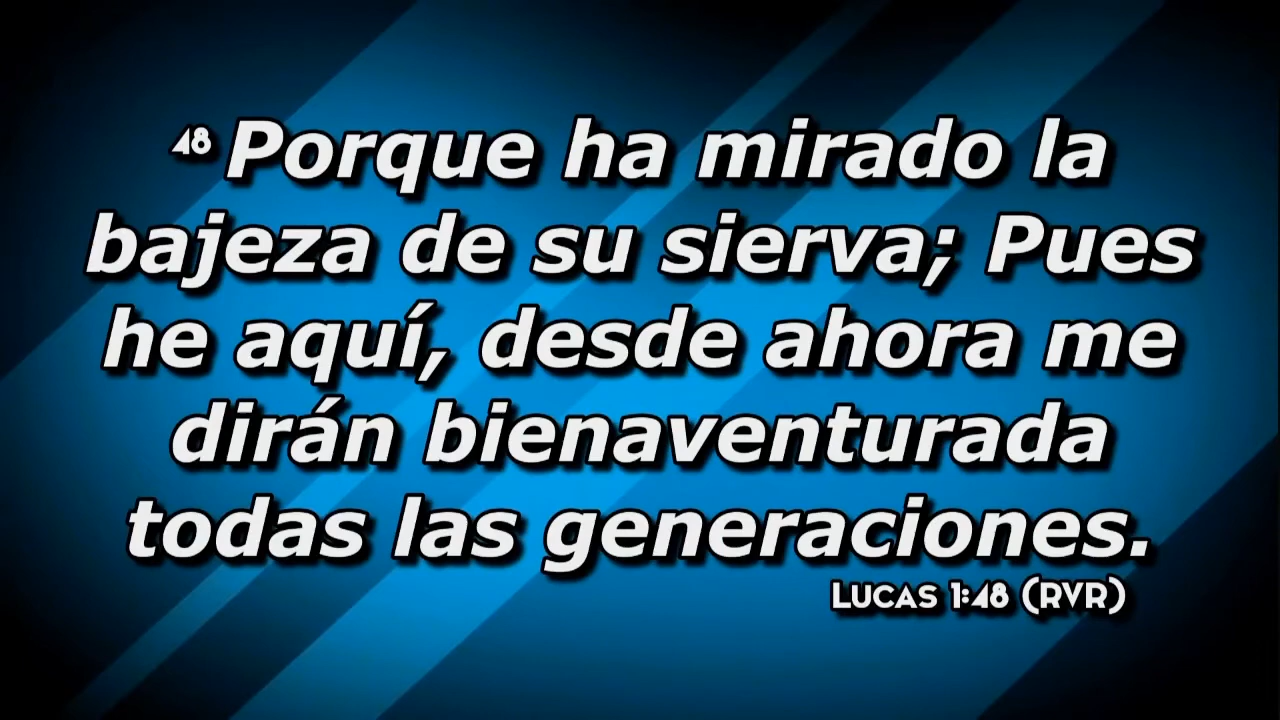 48 Porque ha mirado la
bajeza de su sierva; Pues
he aquí, desde ahora me
dirán bienaventurada
todas las generaciones.
Lucas 1:48 (RVR)